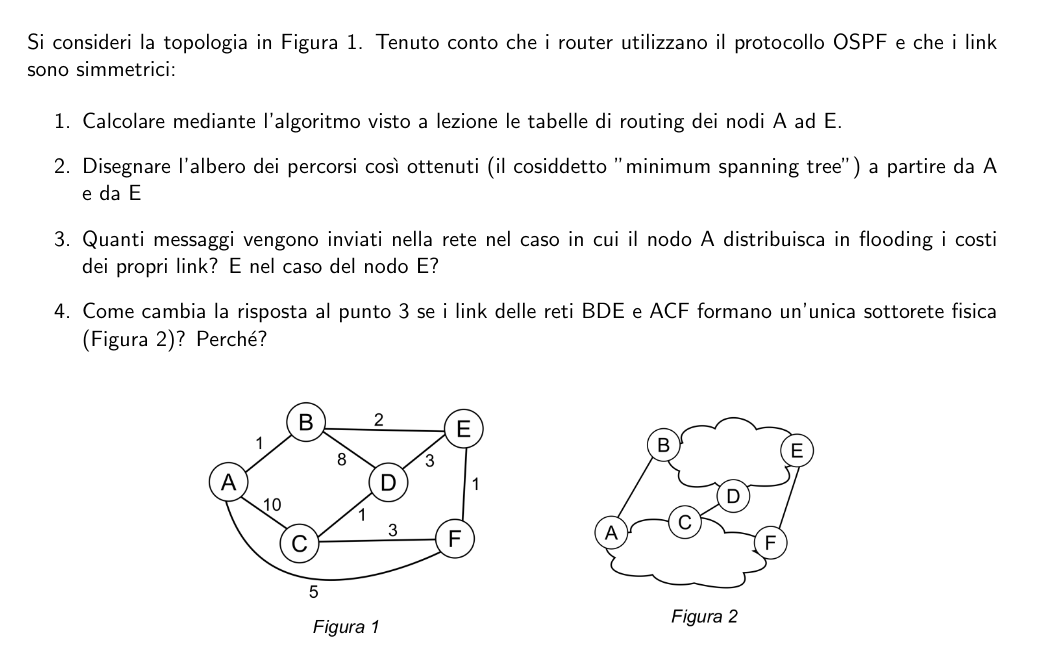 Si consideri la topologia in Figura 1. Tenuto conto che i router utilizzano il protocollo OSPF e che i link
sono simmetrici:
1. Calcolare mediante l'algoritmo visto a lezione le tabelle di routing dei nodi A ad E.
2. Disegnare l'albero dei percorsi così ottenuti (il cosiddetto "minimum spanning tree") a partire da A
e da E
3. Quanti messaggi vengono inviati nella rete nel caso in cui il nodo A distribuisca in flooding i costi
dei propri link? E nel caso del nodo E?
4. Come cambia la risposta al punto 3 se i link delle reti BDE e ACF formano un'unica sottorete fisica
(Figura 2)? Perché?
B 2 E
1 8 3
A D 1
10 1 3
C F
5
Figura 1
B E
D
A C F
Figura 2